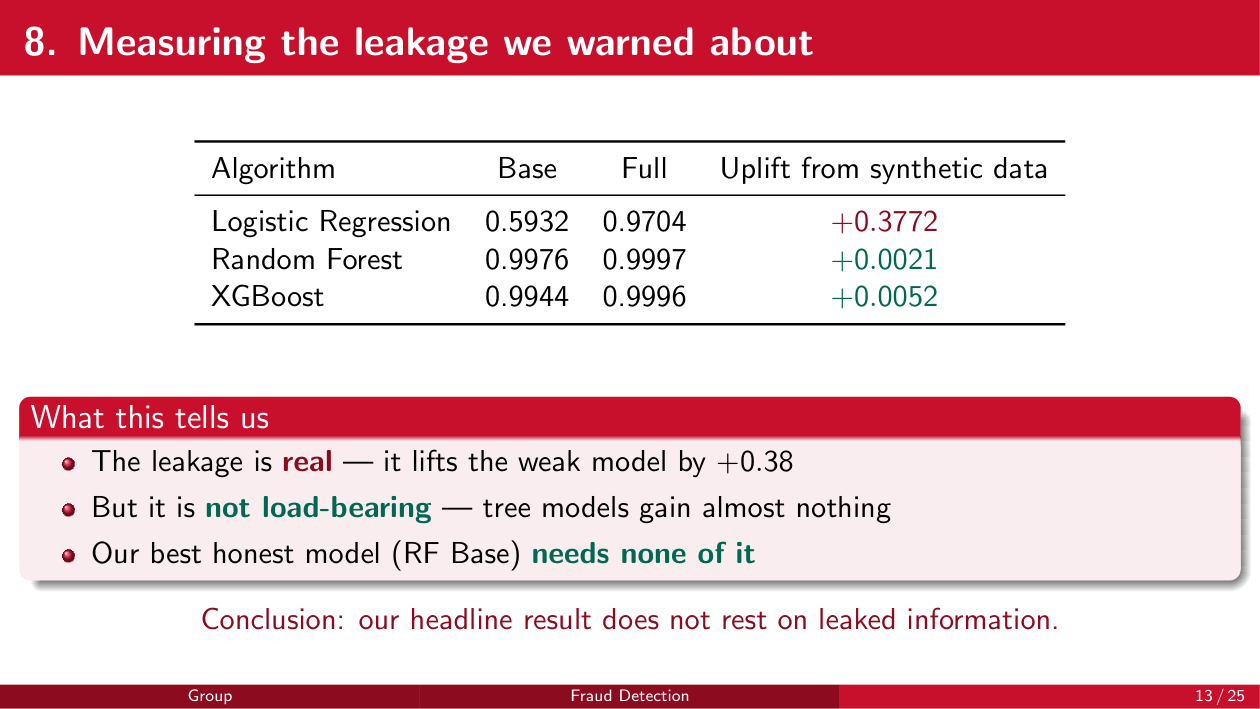 8. Measuring the leakage we warned about
Algorithm Base Full Uplift from synthetic data
Logistic Regression 0.5932 0.9704 +0.3772
Random Forest 0.9976 0.9997 +0.0021
XGBoost 0.9944 0.9996 +0.0052
What this tells us
The leakage is real — it lifts the weak model by +0.38
But it is not load-bearing — tree models gain almost nothing
Our best honest model (RF Base) needs none of it
Conclusion: our headline result does not rest on leaked information.
Group Fraud Detection 13 / 25